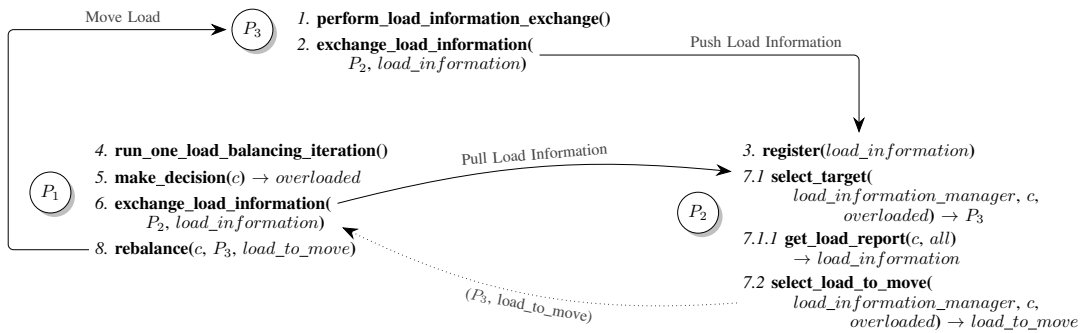 Move Load
P3
1. perform_load_information_exchange()
2. exchange_load_information(
P2, load_information)
Push Load Information
P1
4. run_one_load_balancing_iteration()
5. make_decision(c) → overloaded
6. exchange_load_information(
P2, load_information)
8. rebalance(c, P3, load_to_move)
Pull Load Information
(P3, load_to_move)
P2
3. register(load_information)
7.1 select_target(
load_information_manager, c,
overloaded) → P3
7.1.1 get_load_report(c, all)
→ load_information
7.2 select_load_to_move(
load_information_manager, c,
overloaded) → load_to_move